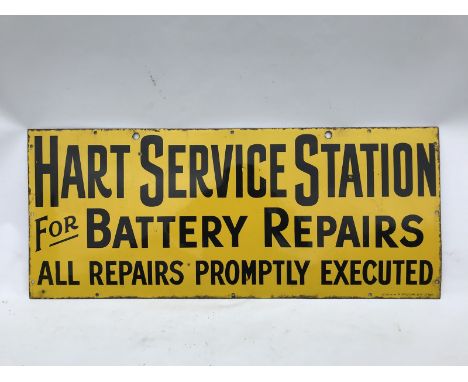 HART SERVICE STATION
FOR BATTERY REPAIRS
ALL REPAIRS PROMPTLY EXECUTED